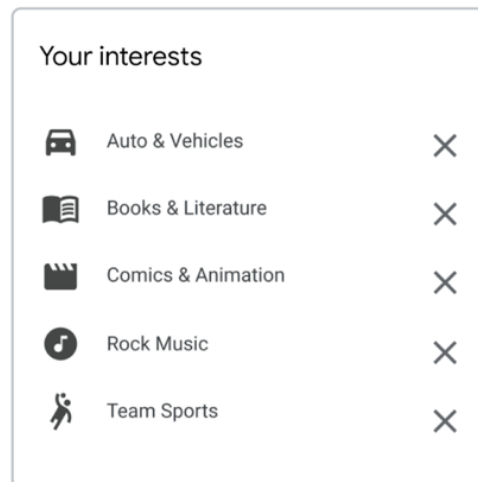 Your interests
Auto & Vehicles
Books & Literature
Comics & Animation
Rock Music
Team Sports